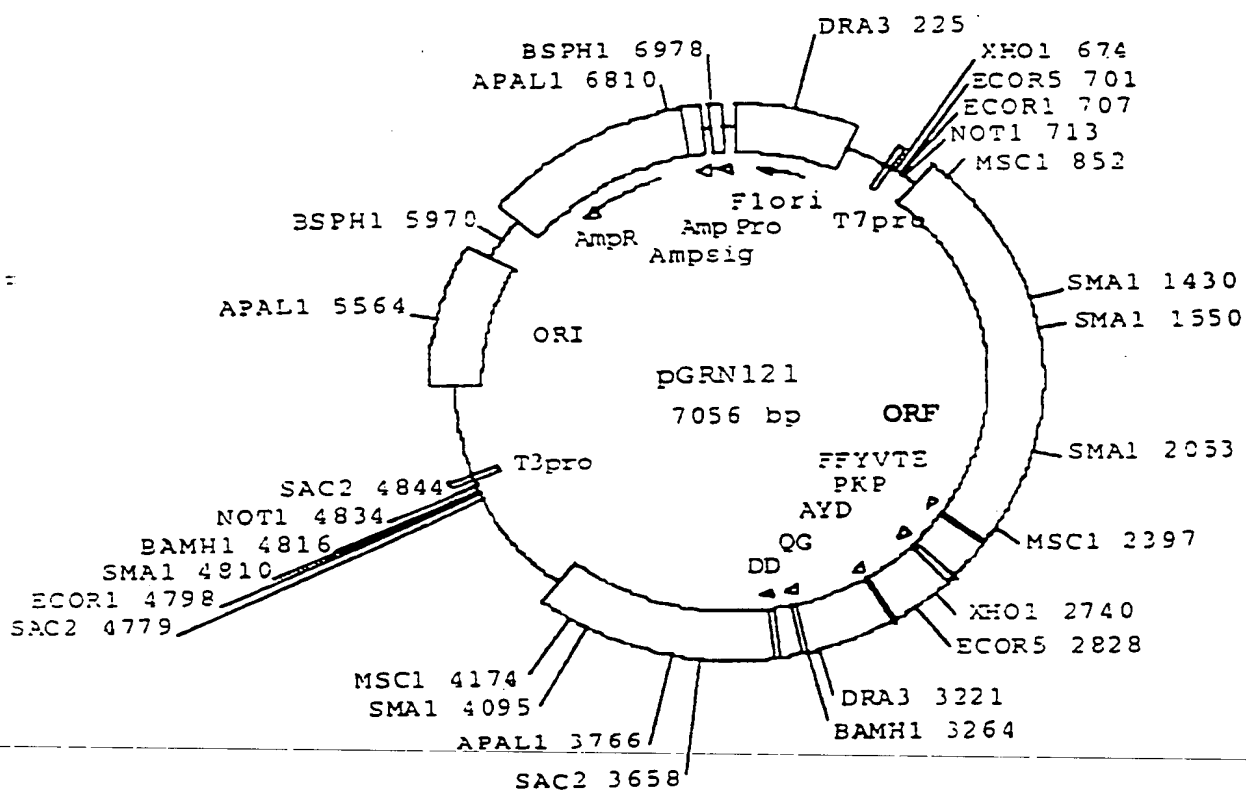 DRA3 225
BSPH1 6978
XHO1 674
APAL1 6810
ECOR5 701
ECOR1 707
NOT1 713
MSC1 852
F1ori
T7pro
BSPH1 5970
AmpR
Amp Pro
Ampsig
SMA1 1430
APAL1 5564
SMA1 1550
ORI
pGRN121
7056 bp
ORF
SMA1 2053
T3pro
FFYVTE
PKP
SAC2 4844
AYD
NOT1 4834
QG
MSC1 2397
BAMH1 4816
DD
SMA1 4810
ECOR1 4798
XHO1 2740
SAC2 4779
ECOR5 2828
MSC1 4174
DRA3 3221
SMA1 4095
BAMH1 3264
APAL1 3766
SAC2 3658